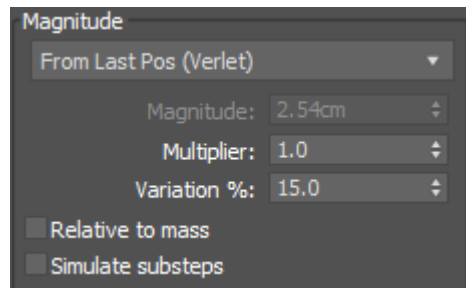 Magnitude
From Last Pos (Verlet)
Magnitude: 2.54cm
Multiplier: 1.0
Variation %: 15.0
Relative to mass
Simulate substeps